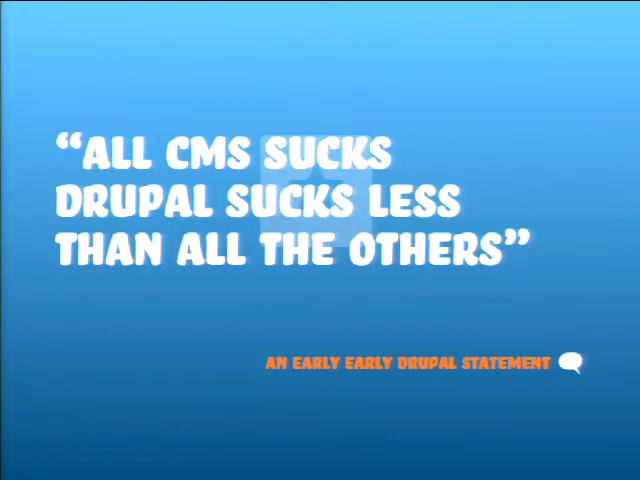 “ALL CMS SUCKS
DRUPAL SUCKS LESS
THAN ALL THE OTHERS”
AN EARLY EARLY DRUPAL STATEMENT